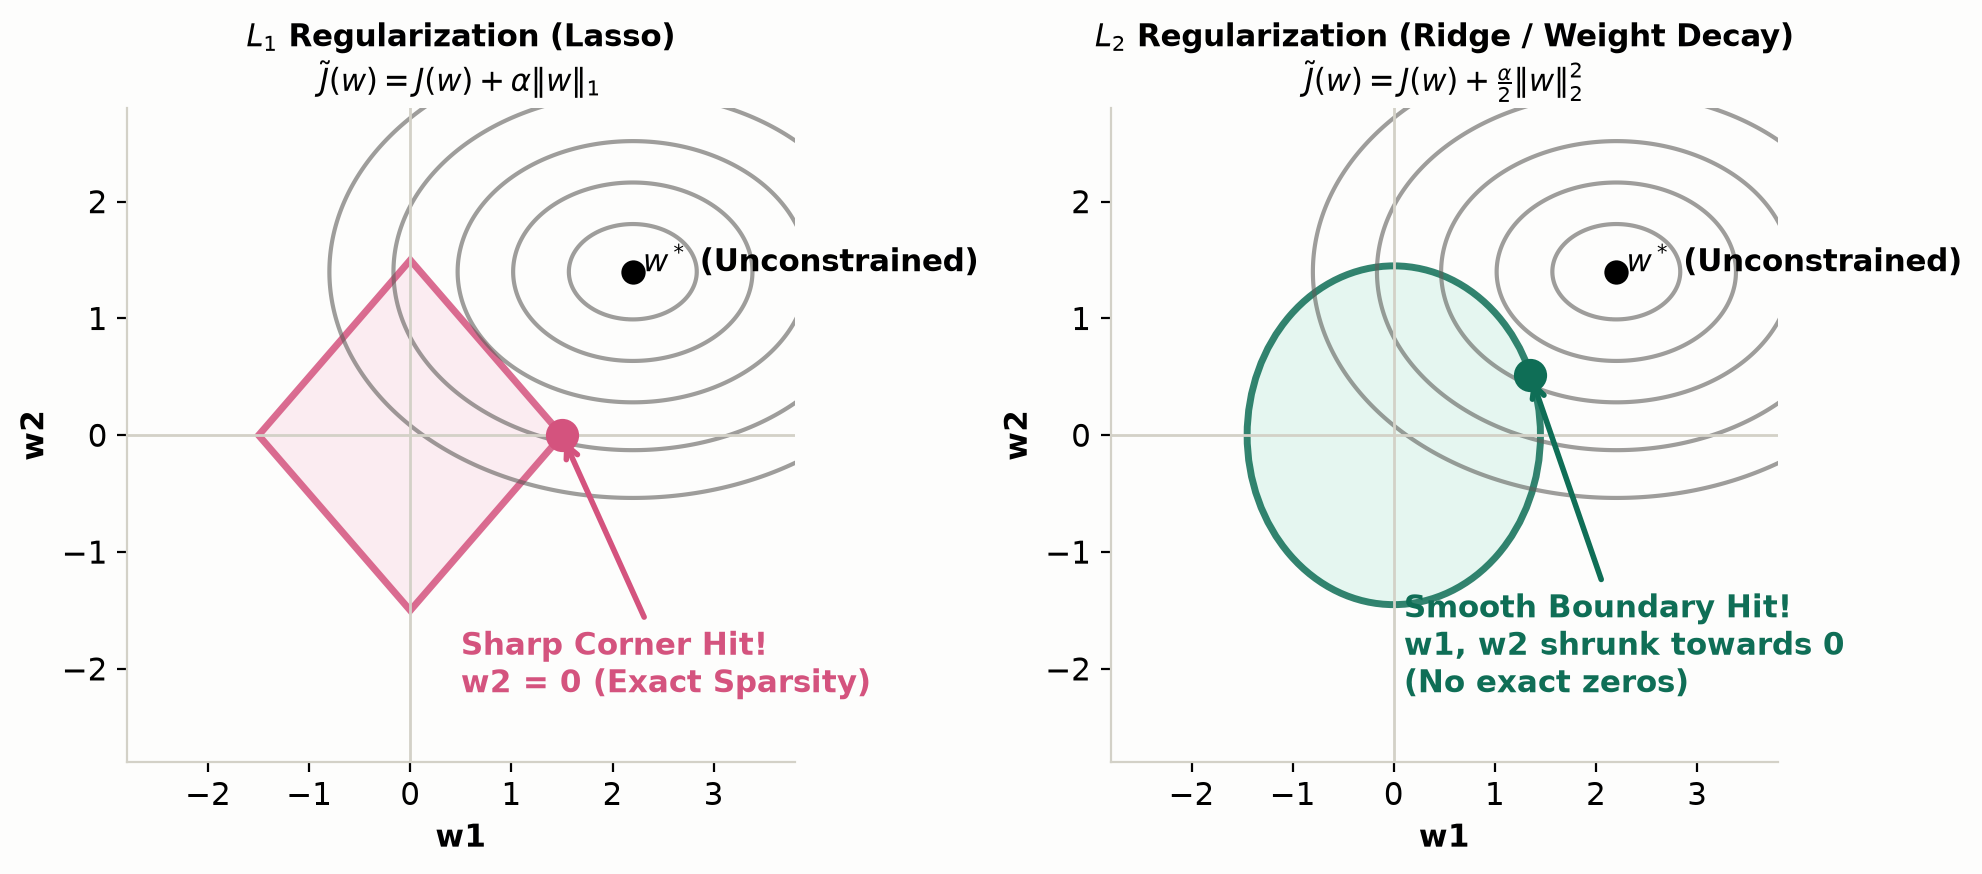 L₁ Regularization (Lasso)
J̃(w) = J(w) + α‖w‖₁
2
1
0
−1
−2
w2
w* (Unconstrained)
Sharp Corner Hit!
w2 = 0 (Exact Sparsity)
−2 −1 0 1 2 3
w1
L₂ Regularization (Ridge / Weight Decay)
J̃(w) = J(w) + α/2‖w‖₂²
2
1
0
−1
−2
w2
w* (Unconstrained)
Smooth Boundary Hit!
w1, w2 shrunk towards 0
(No exact zeros)
−2 −1 0 1 2 3
w1